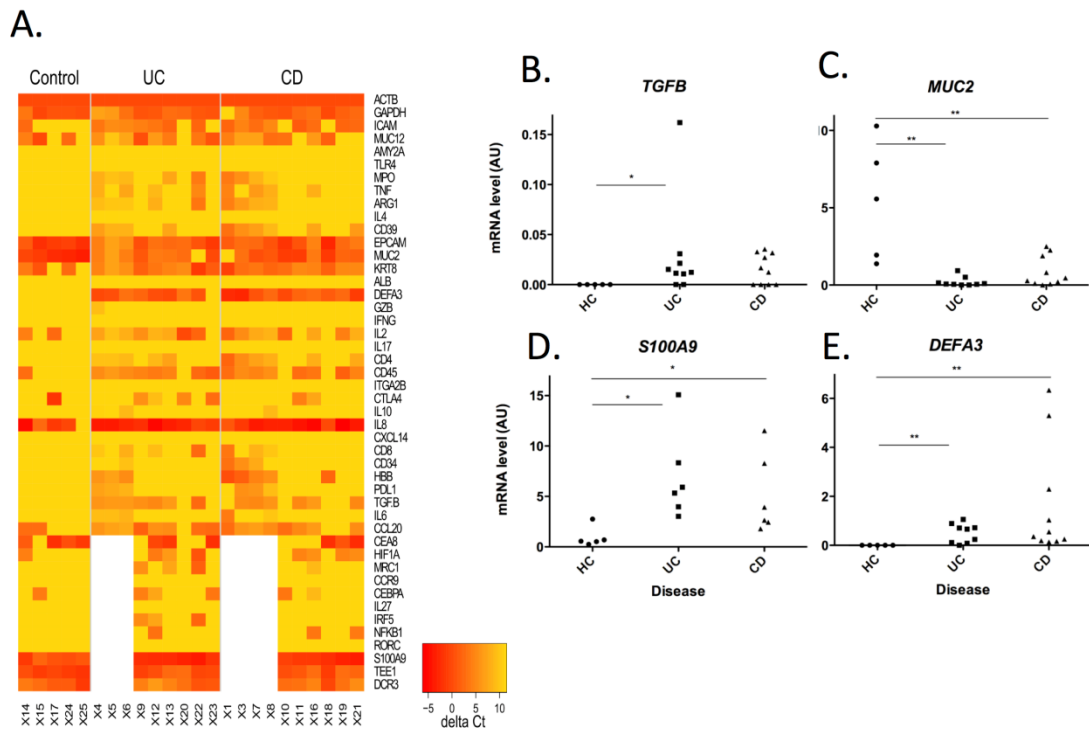 A.
Control UC CD
ACTB
GAPDH
ICAM
MUC12
AMY2A
TLR4
MPO
TNF
ARG1
IL4
CD39
EPCAM
MUC2
KRT8
ALB
DEFA3
GZB
IFNG
IL2
IL17
CD4
CD45
ITGA2B
CTLA4
IL10
IL8
CXCL14
CD8
CD34
HBB
PDL1
TGF.B
IL6
CCL20
CEA8
HIF1A
MRC1
CCR9
CEBPA
IL27
IRF5
NFKB1
RORC
S100A9
TEE1
DCR3
X14 X15 X17 X24 X25 X4 X5 X6 X9 X12 X13 X20 X22 X23 X1 X3 X7 X8 X10 X11 X16 X18 X19 X21
-5 0 5 10
delta Ct
B.
TGFB
mRNA level (AU)
0.15
0.10
0.05
0.00
*
HC UC CD
C.
MUC2
0
5
0
**
**
HC UC CD
D.
S100A9
mRNA level (AU)
15
10
5
0
*
*
HC UC CD
Disease
E.
DEFA3
6
4
2
0
**
**
HC UC CD
Disease